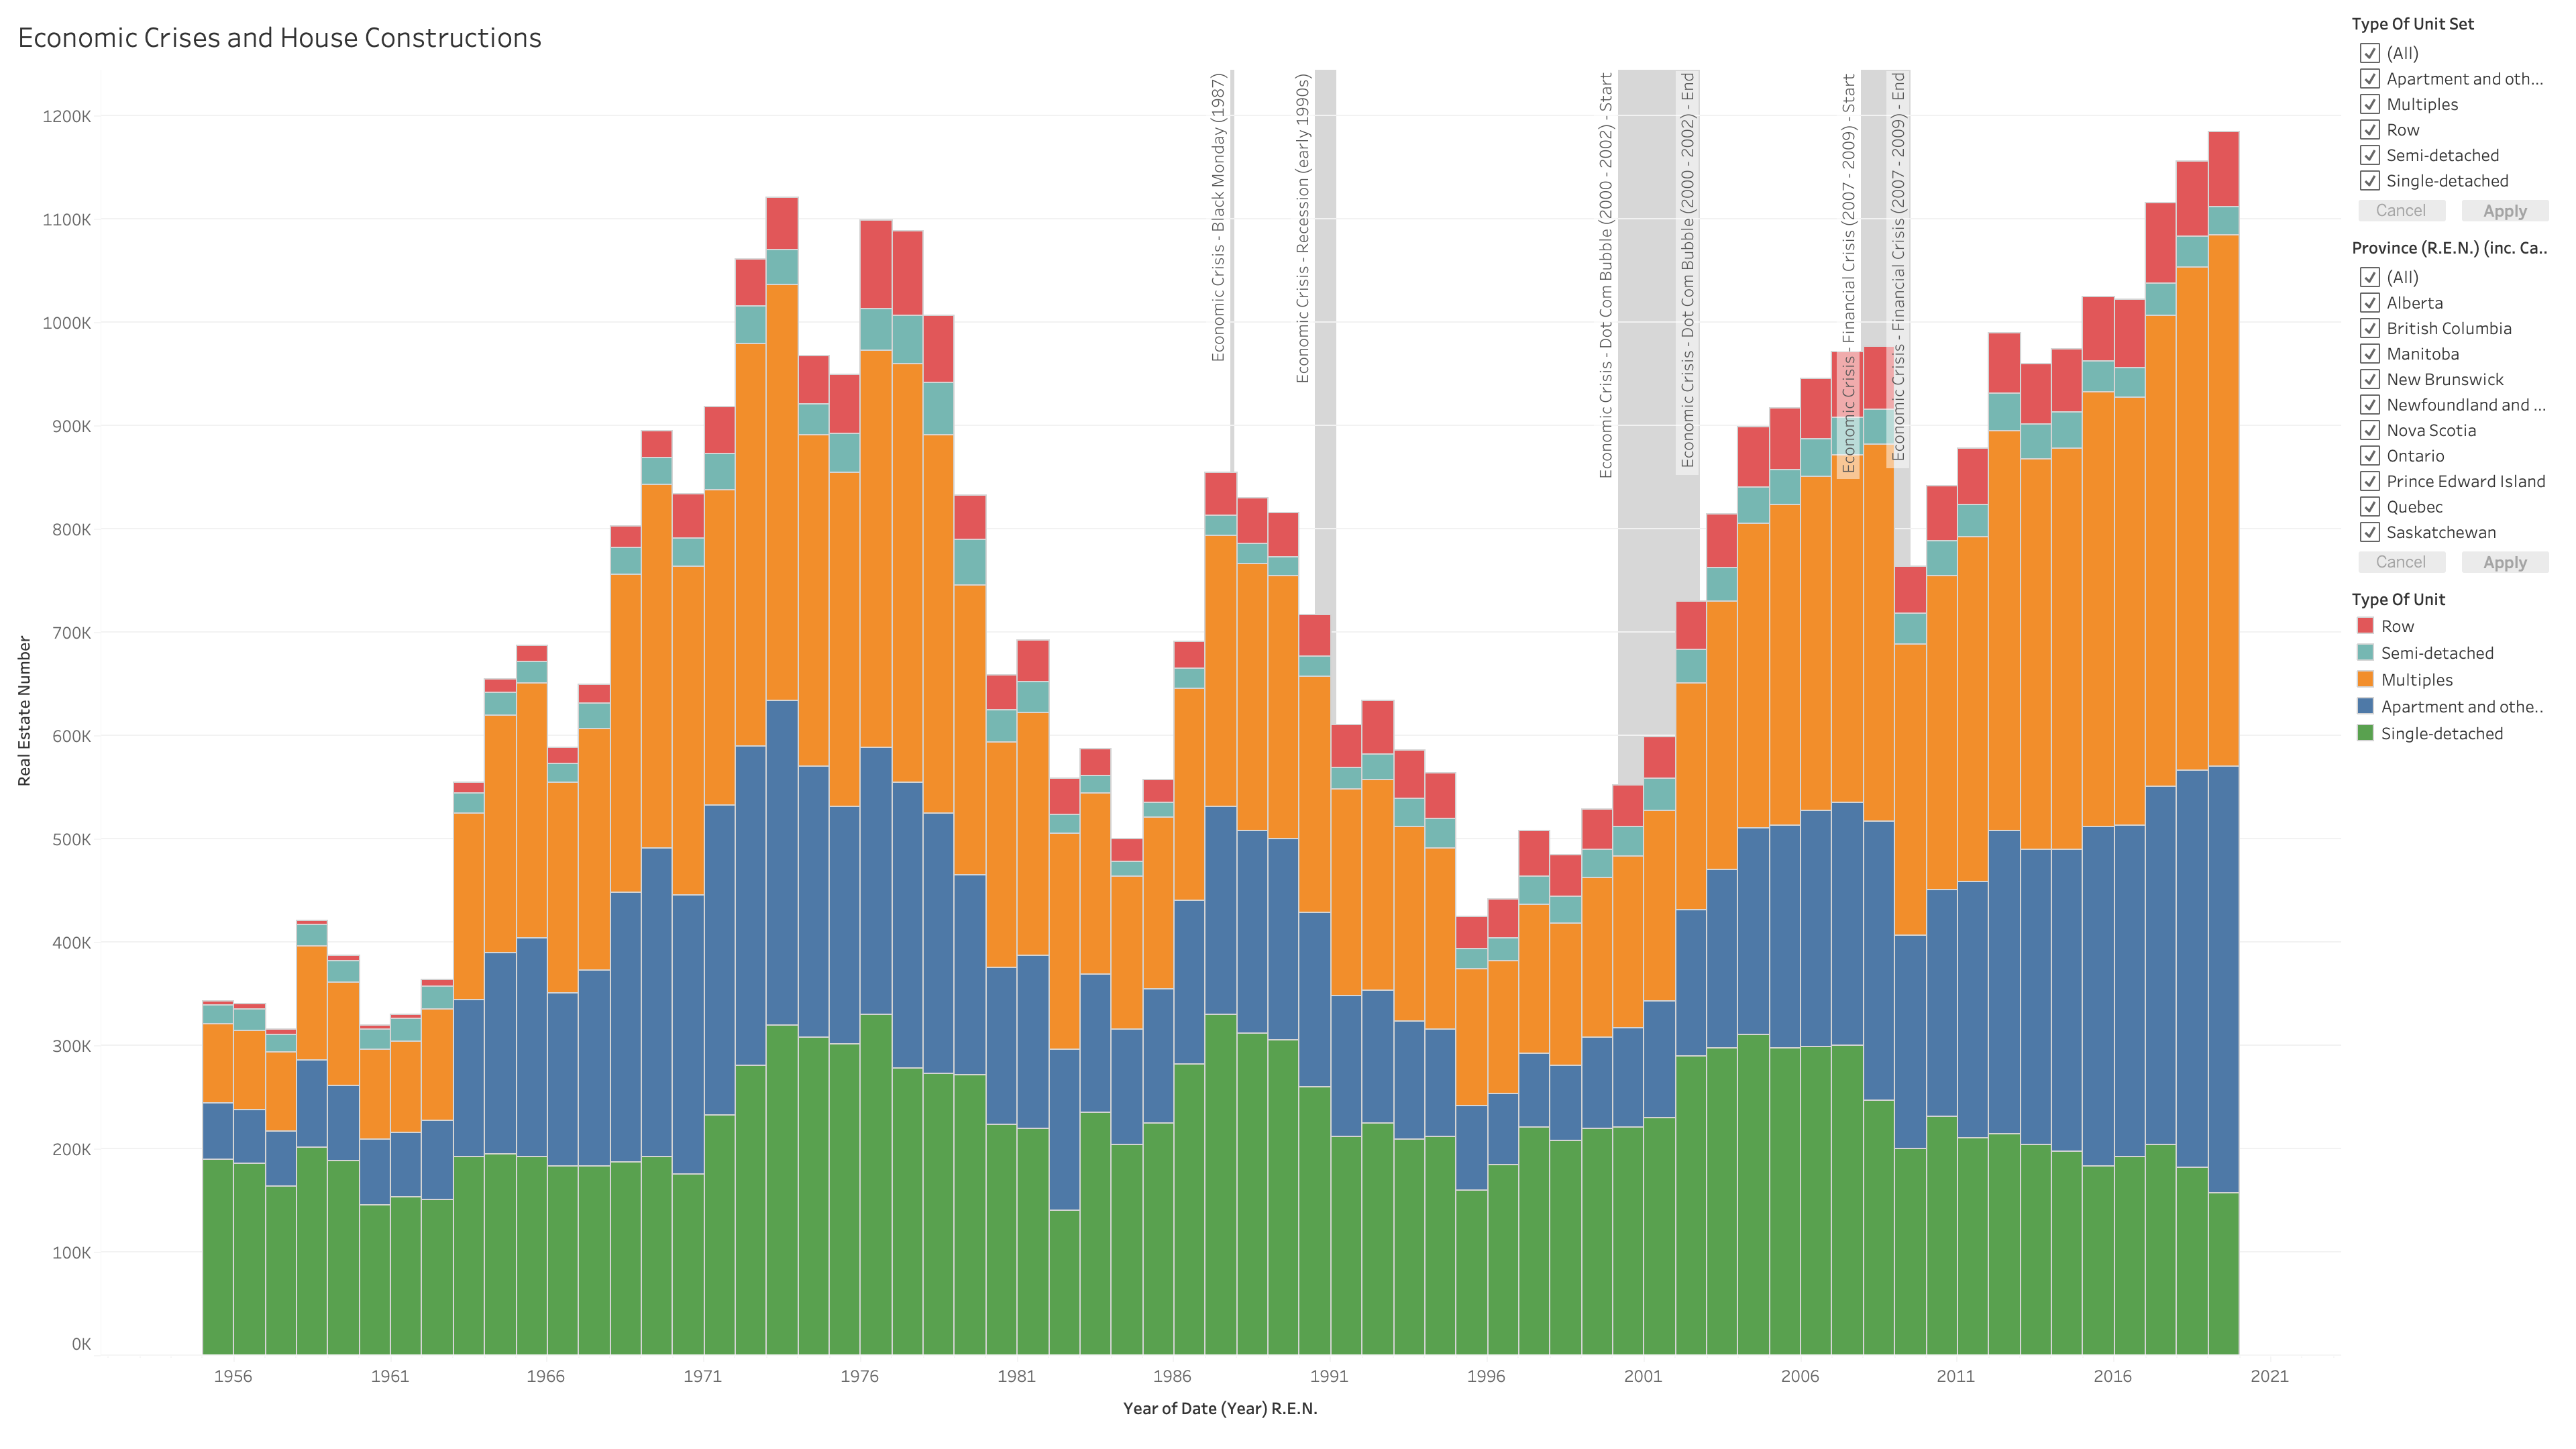 Economic Crises and House Constructions
Real Estate Number
1200K
1100K
1000K
900K
800K
700K
600K
500K
400K
300K
200K
100K
0K
Economic Crisis - Black Monday (1987)
Economic Crisis - Recession (early 1990s)
Economic Crisis - Dot Com Bubble (2000 - 2002) - Start
Economic Crisis - Dot Com Bubble (2000 - 2002) - End
Economic Crisis - Financial Crisis (2007 - 2009) - Start
Economic Crisis - Financial Crisis (2007 - 2009) - End
1956
1961
1966
1971
1976
1981
1986
1991
1996
2001
2006
2011
2016
2021
Year of Date (Year) R.E.N.
Type Of Unit Set
(All)
Apartment and oth...
Multiples
Row
Semi-detached
Single-detached
Cancel Apply
Province (R.E.N.) (inc. Ca..
(All)
Alberta
British Columbia
Manitoba
New Brunswick
Newfoundland and ...
Nova Scotia
Ontario
Prince Edward Island
Quebec
Saskatchewan
Cancel Apply
Type Of Unit
Row
Semi-detached
Multiples
Apartment and othe..
Single-detached